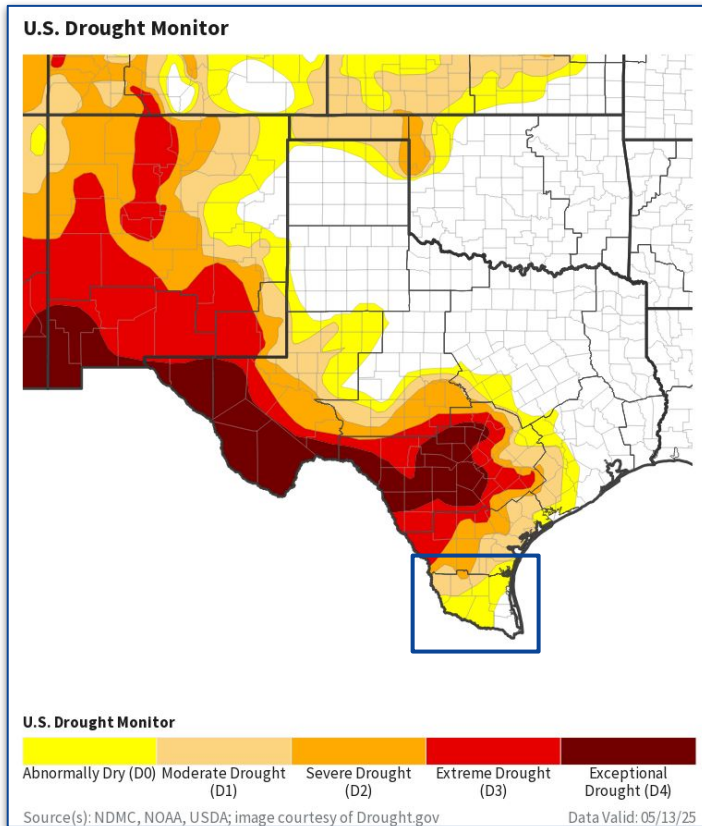 U.S. Drought Monitor
U.S. Drought Monitor
Abnormally Dry (D0)
Moderate Drought
(D1)
Severe Drought
(D2)
Extreme Drought
(D3)
Exceptional
Drought (D4)
Source(s): NDMC, NOAA, USDA; image courtesy of Drought.gov
Data Valid: 05/13/25